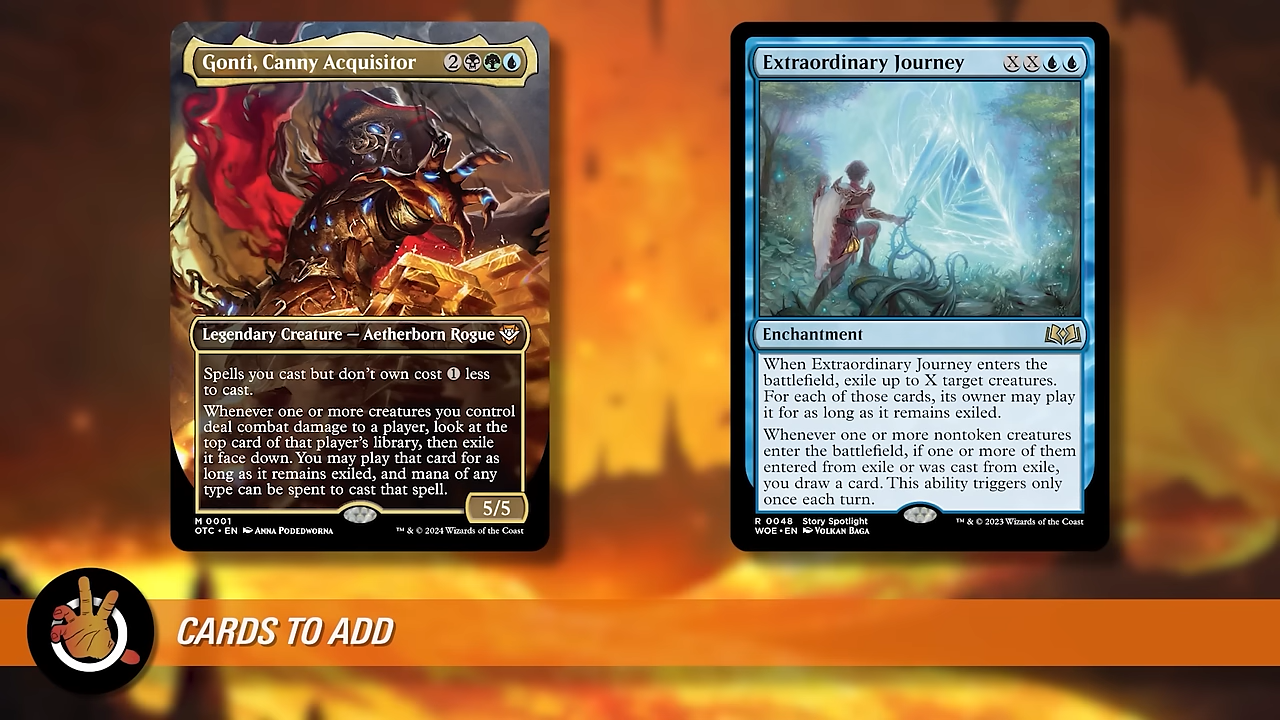 Gonti, Canny Acquisitor 2
Legendary Creature — Aetherborn Rogue
Spells you cast but don't own cost 1 less
to cast.
Whenever one or more creatures you control
deal combat damage to a player, look at the
top card of that player's library, then exile
it face down. You may play that card for as
long as it remains exiled, and mana of any
type can be spent to cast that spell.
5/5
M 0001
OTC • EN Anna Podedworna
™ & © 2024 Wizards of the Coast
Extraordinary Journey X X
Enchantment
When Extraordinary Journey enters the
battlefield, exile up to X target creatures.
For each of those cards, its owner may play
it for as long as it remains exiled.
Whenever one or more nontoken creatures
enter the battlefield, if one or more of them
entered from exile or was cast from exile,
you draw a card. This ability triggers only
once each turn.
R 0048 Story Spotlight
WOE • EN Volkan Baga
™ & © 2023 Wizards of the Coast
CARDS TO ADD